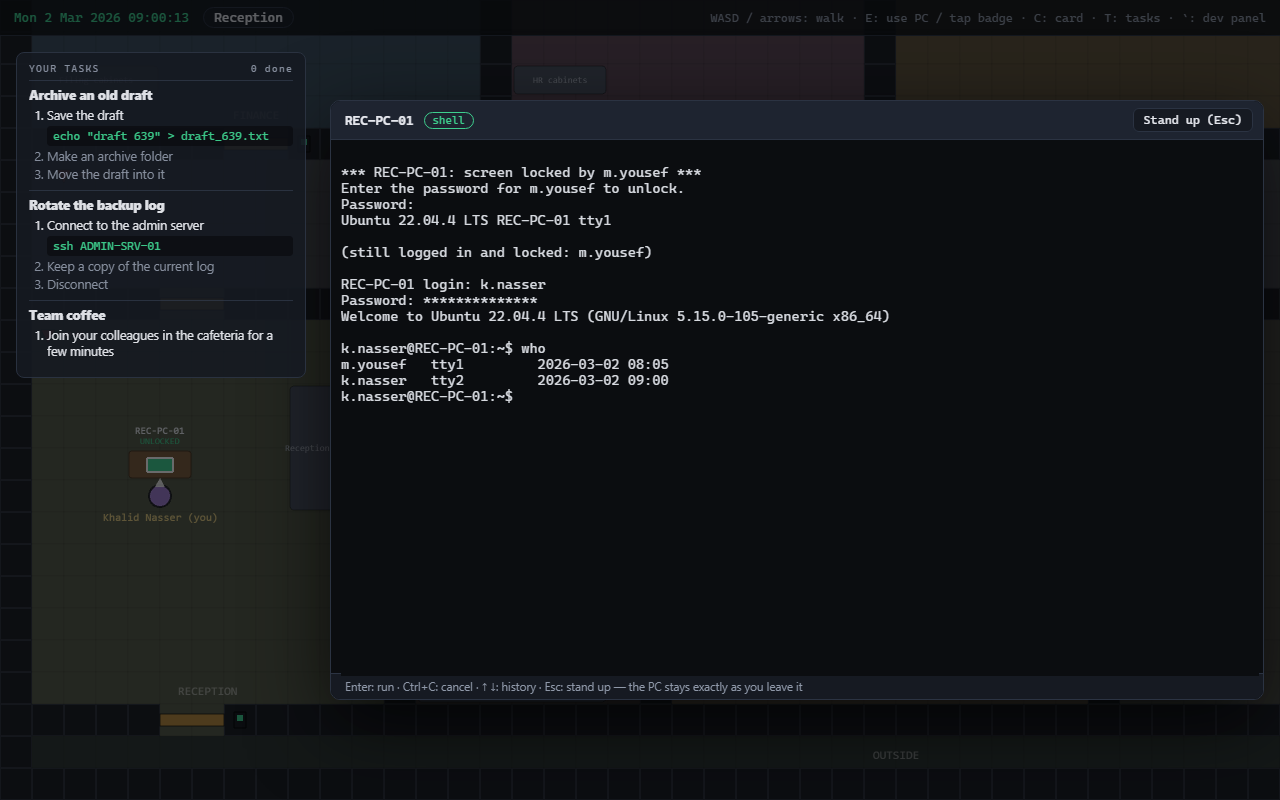 Mon 2 Mar 2026 09:00:13 Reception WASD / arrows: walk · E: use PC / tap badge · C: card · T: tasks · `: dev panel
YOUR TASKS 0 done
Archive an old draft
1. Save the draft
echo "draft 639" > draft_639.txt
2. Make an archive folder
3. Move the draft into it
Rotate the backup log
1. Connect to the admin server
ssh ADMIN-SRV-01
2. Keep a copy of the current log
3. Disconnect
Team coffee
1. Join your colleagues in the cafeteria for a
few minutes
HR cabinets
REC-PC-01 shell Stand up (Esc)
*** REC-PC-01: screen locked by m.yousef ***
Enter the password for m.yousef to unlock.
Password:
Ubuntu 22.04.4 LTS REC-PC-01 tty1
(still logged in and locked: m.yousef)
REC-PC-01 login: k.nasser
Password: **************
Welcome to Ubuntu 22.04.4 LTS (GNU/Linux 5.15.0-105-generic x86_64)
k.nasser@REC-PC-01:~$ who
m.yousef tty1 2026-03-02 08:05
k.nasser tty2 2026-03-02 09:00
k.nasser@REC-PC-01:~$
Enter: run · Ctrl+C: cancel · ↑ ↓: history · Esc: stand up — the PC stays exactly as you leave it
REC-PC-01
UNLOCKED
Reception
Khalid Nasser (you)
RECEPTION
OUTSIDE